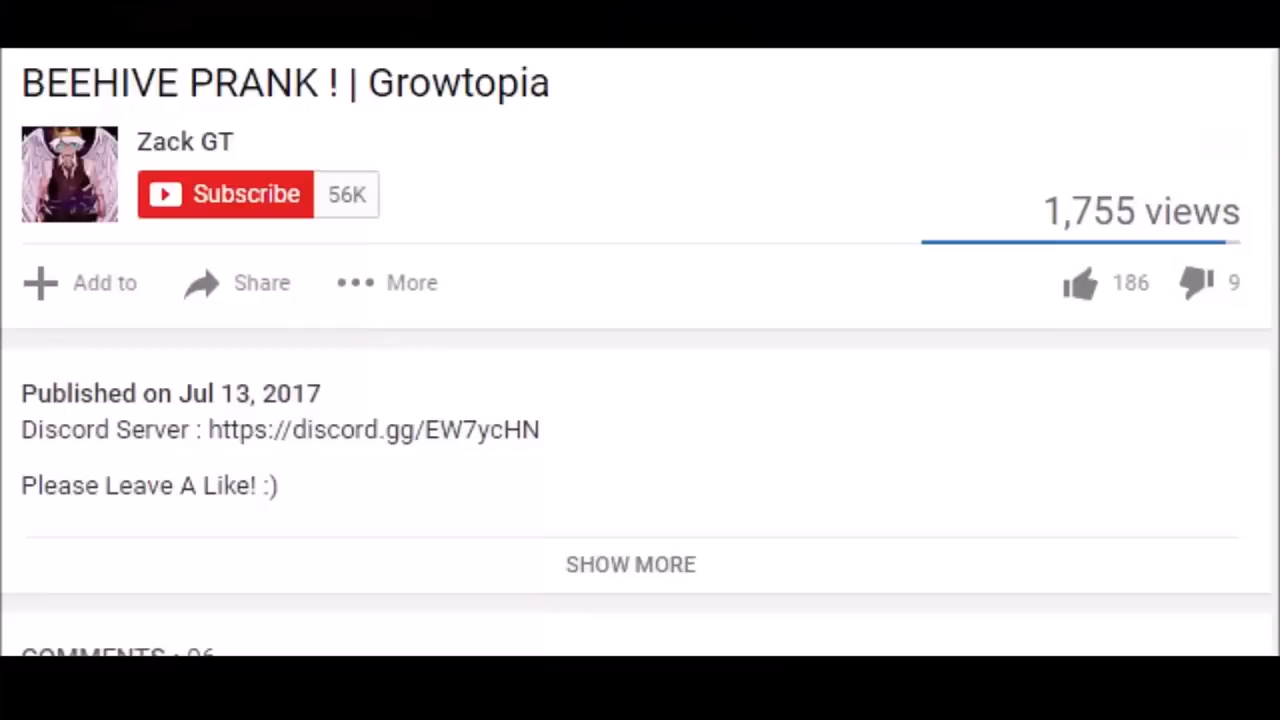 BEEHIVE PRANK ! | Growtopia
Zack GT
Subscribe 56K
1,755 views
Add to Share More 186 9
Published on Jul 13, 2017
Discord Server : https://discord.gg/EW7ycHN
Please Leave A Like! :)
SHOW MORE
COMMENTS :